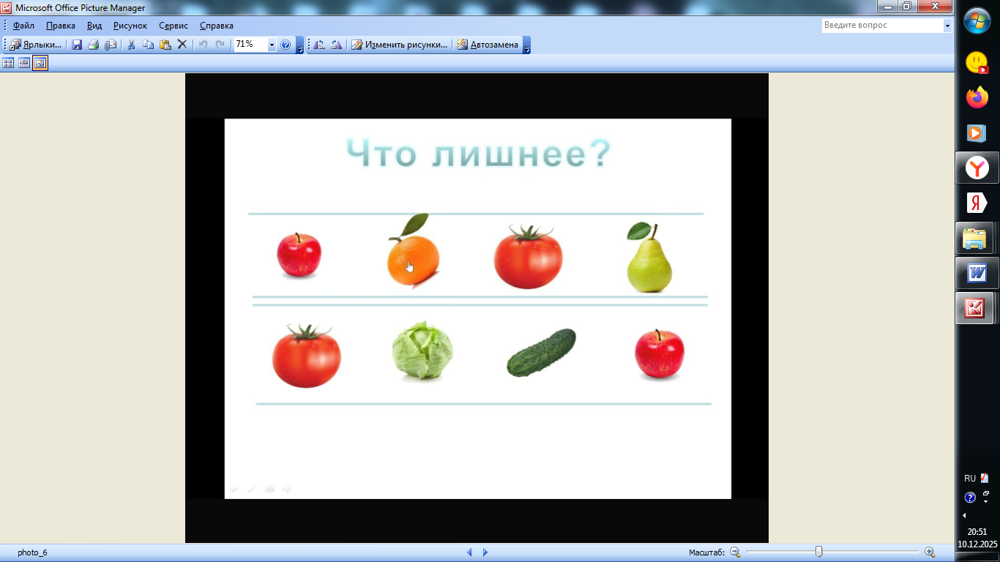 Microsoft Office Picture Manager
Файл Правка Вид Рисунок Сервис Справка
Введите вопрос
Ярлыки... 71% Изменить рисунки... Автозамена
Что лишнее?
RU
20:51
10.12.2025
photo_6
Масштаб: